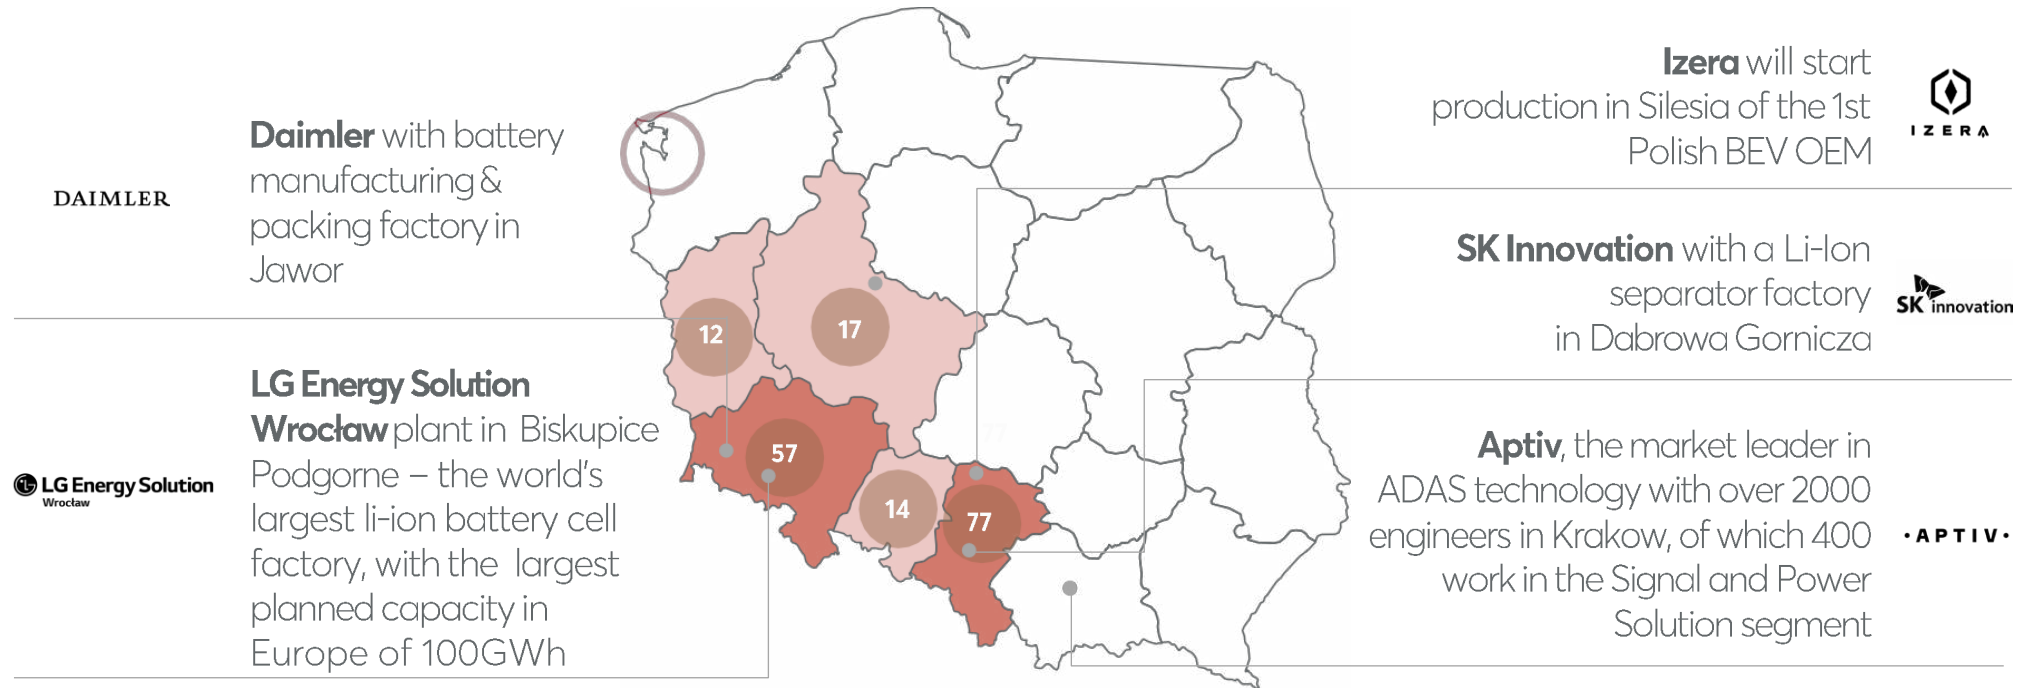 DAIMLER
Daimler with battery
manufacturing &
packing factory in
Jawor
LG Energy Solution
Wrocław
LG Energy Solution
Wrocław plant in Biskupice
Podgorne – the world's
largest li-ion battery cell
factory, with the largest
planned capacity in
Europe of 100GWh
12
17
57
14
77
77
Izera will start
production in Silesia of the 1st
Polish BEV OEM
IZERA
SK Innovation with a Li-Ion
separator factory
in Dabrowa Gornicza
SK innovation
Aptiv, the market leader in
ADAS technology with over 2000
engineers in Krakow, of which 400
work in the Signal and Power
Solution segment
• APTIV •